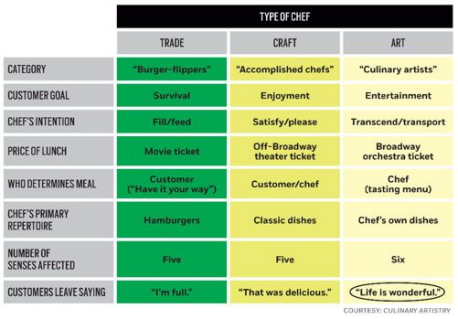 TYPE OF CHEF
TRADE CRAFT ART
CATEGORY "Burger-flippers" "Accomplished chefs" "Culinary artists"
CUSTOMER GOAL Survival Enjoyment Entertainment
CHEF'S INTENTION Fill/feed Satisfy/please Transcend/transport
PRICE OF LUNCH Movie ticket Off-Broadway theater ticket Broadway orchestra ticket
WHO DETERMINES MEAL Customer ("Have it your way") Customer/chef Chef (tasting menu)
CHEF'S PRIMARY REPERTOIRE Hamburgers Classic dishes Chef's own dishes
NUMBER OF SENSES AFFECTED Five Five Six
CUSTOMERS LEAVE SAYING "I'm full." "That was delicious." "Life is wonderful."
COURTESY: CULINARY ARTISTRY